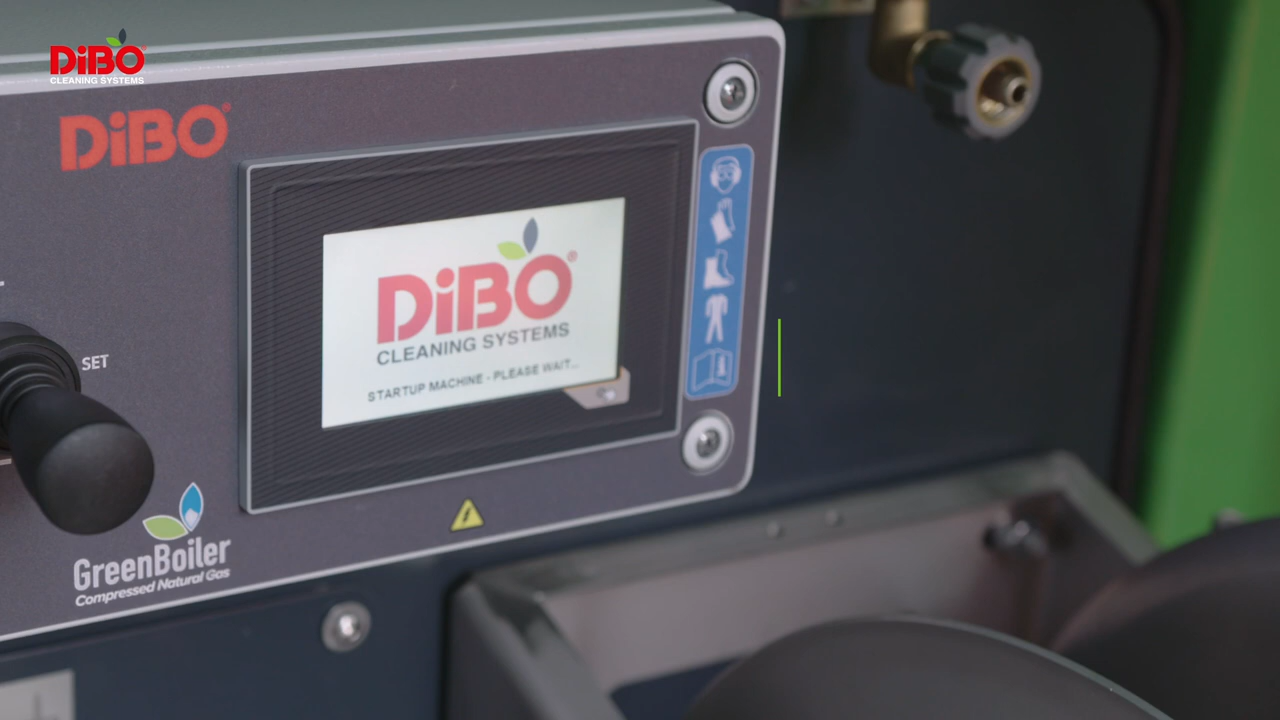 DiBO
CLEANING SYSTEMS
DiBO®
DiBO®
CLEANING SYSTEMS
STARTUP MACHINE - PLEASE WAIT...
SET
GreenBoiler
Compressed Natural Gas